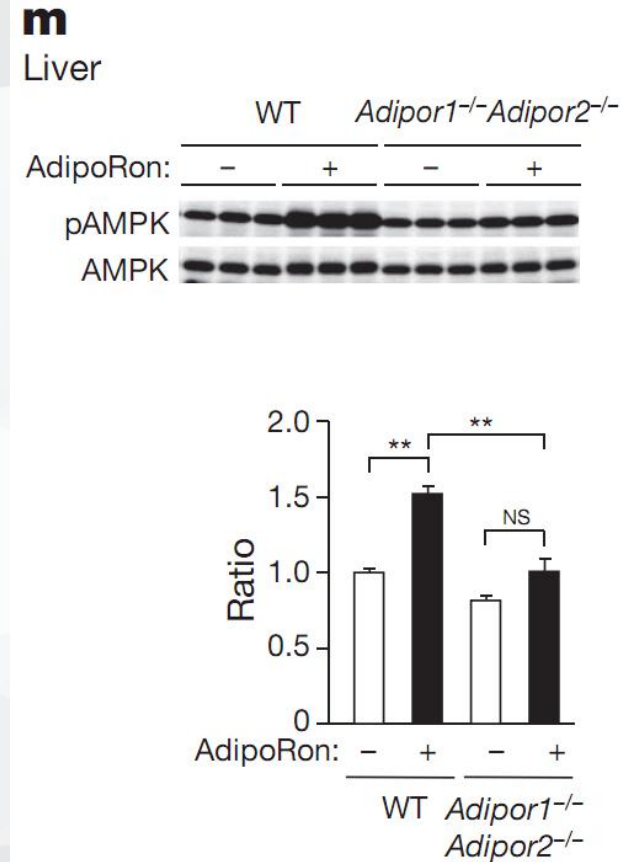 m
Liver
WT Adipor1–/–Adipor2–/–
AdipoRon: – + – +
pAMPK
AMPK
2.0
** **
1.5
NS
1.0
Ratio
0.5
0
AdipoRon: – + – +
WT Adipor1–/–
Adipor2–/–